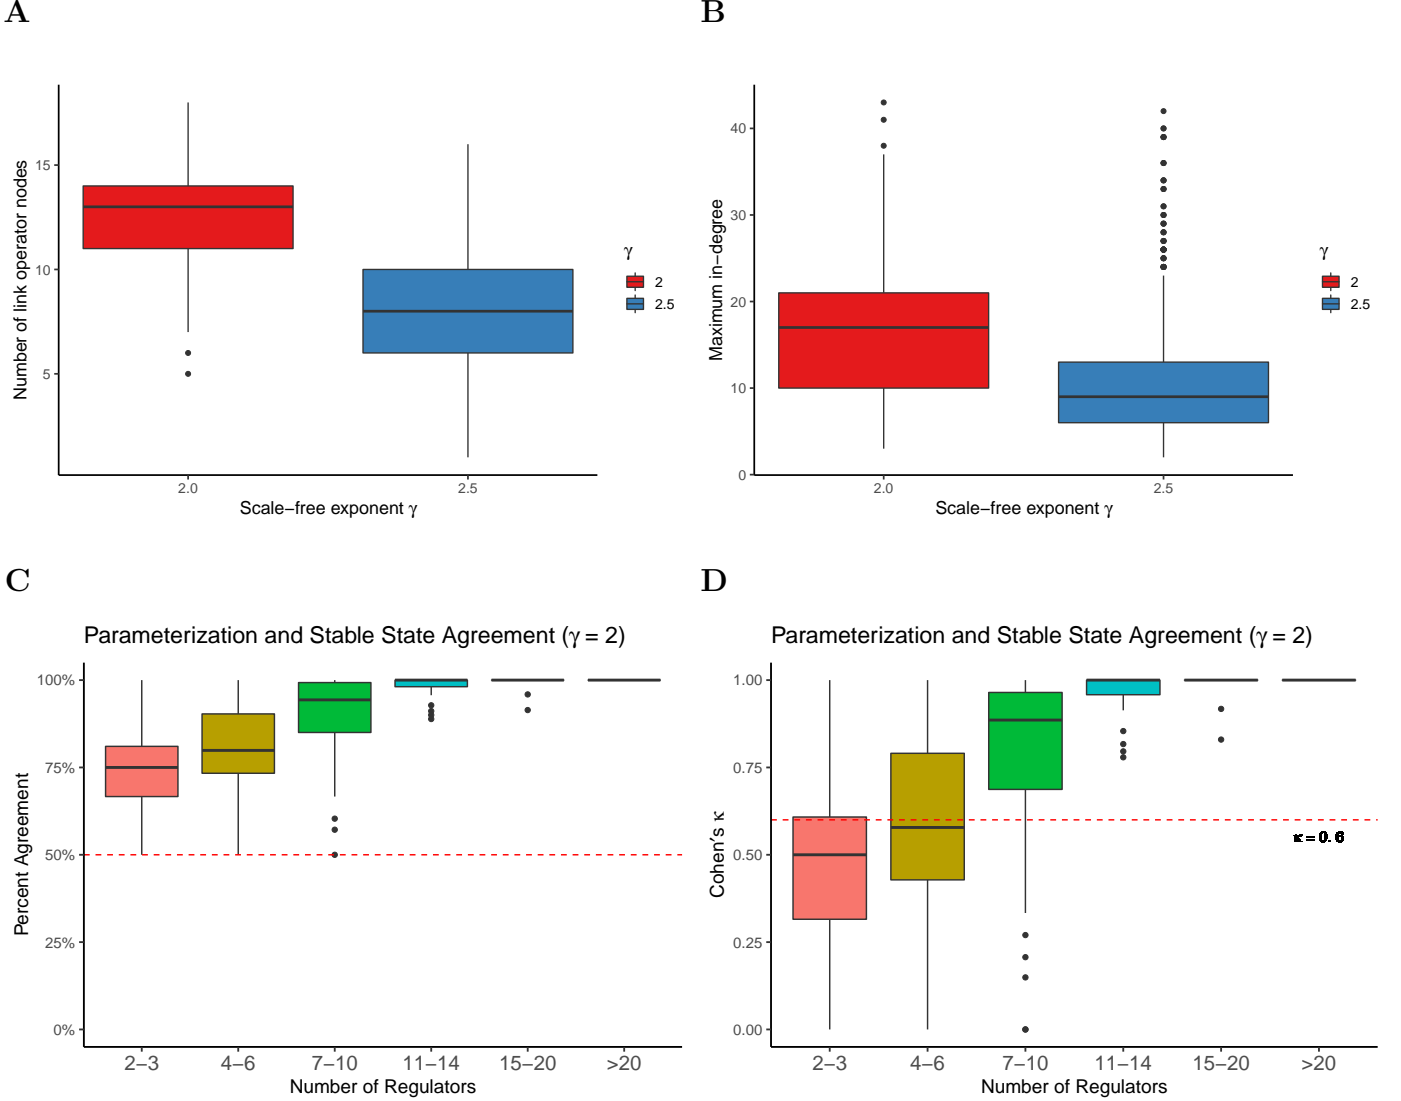 A
Number of link operator nodes
15
10
5
2.0
2.5
Scale−free exponent γ
γ
2
2.5
B
Maximum in−degree
40
30
20
10
0
2.0
2.5
Scale−free exponent γ
γ
2
2.5
C
Parameterization and Stable State Agreement (γ = 2)
Percent Agreement
100%
75%
50%
25%
0%
2−3
4−6
7−10
11−14
15−20
>20
Number of Regulators
D
Parameterization and Stable State Agreement (γ = 2)
Cohen's κ
1.00
0.75
0.50
0.25
0.00
κ = 0.6
2−3
4−6
7−10
11−14
15−20
>20
Number of Regulators